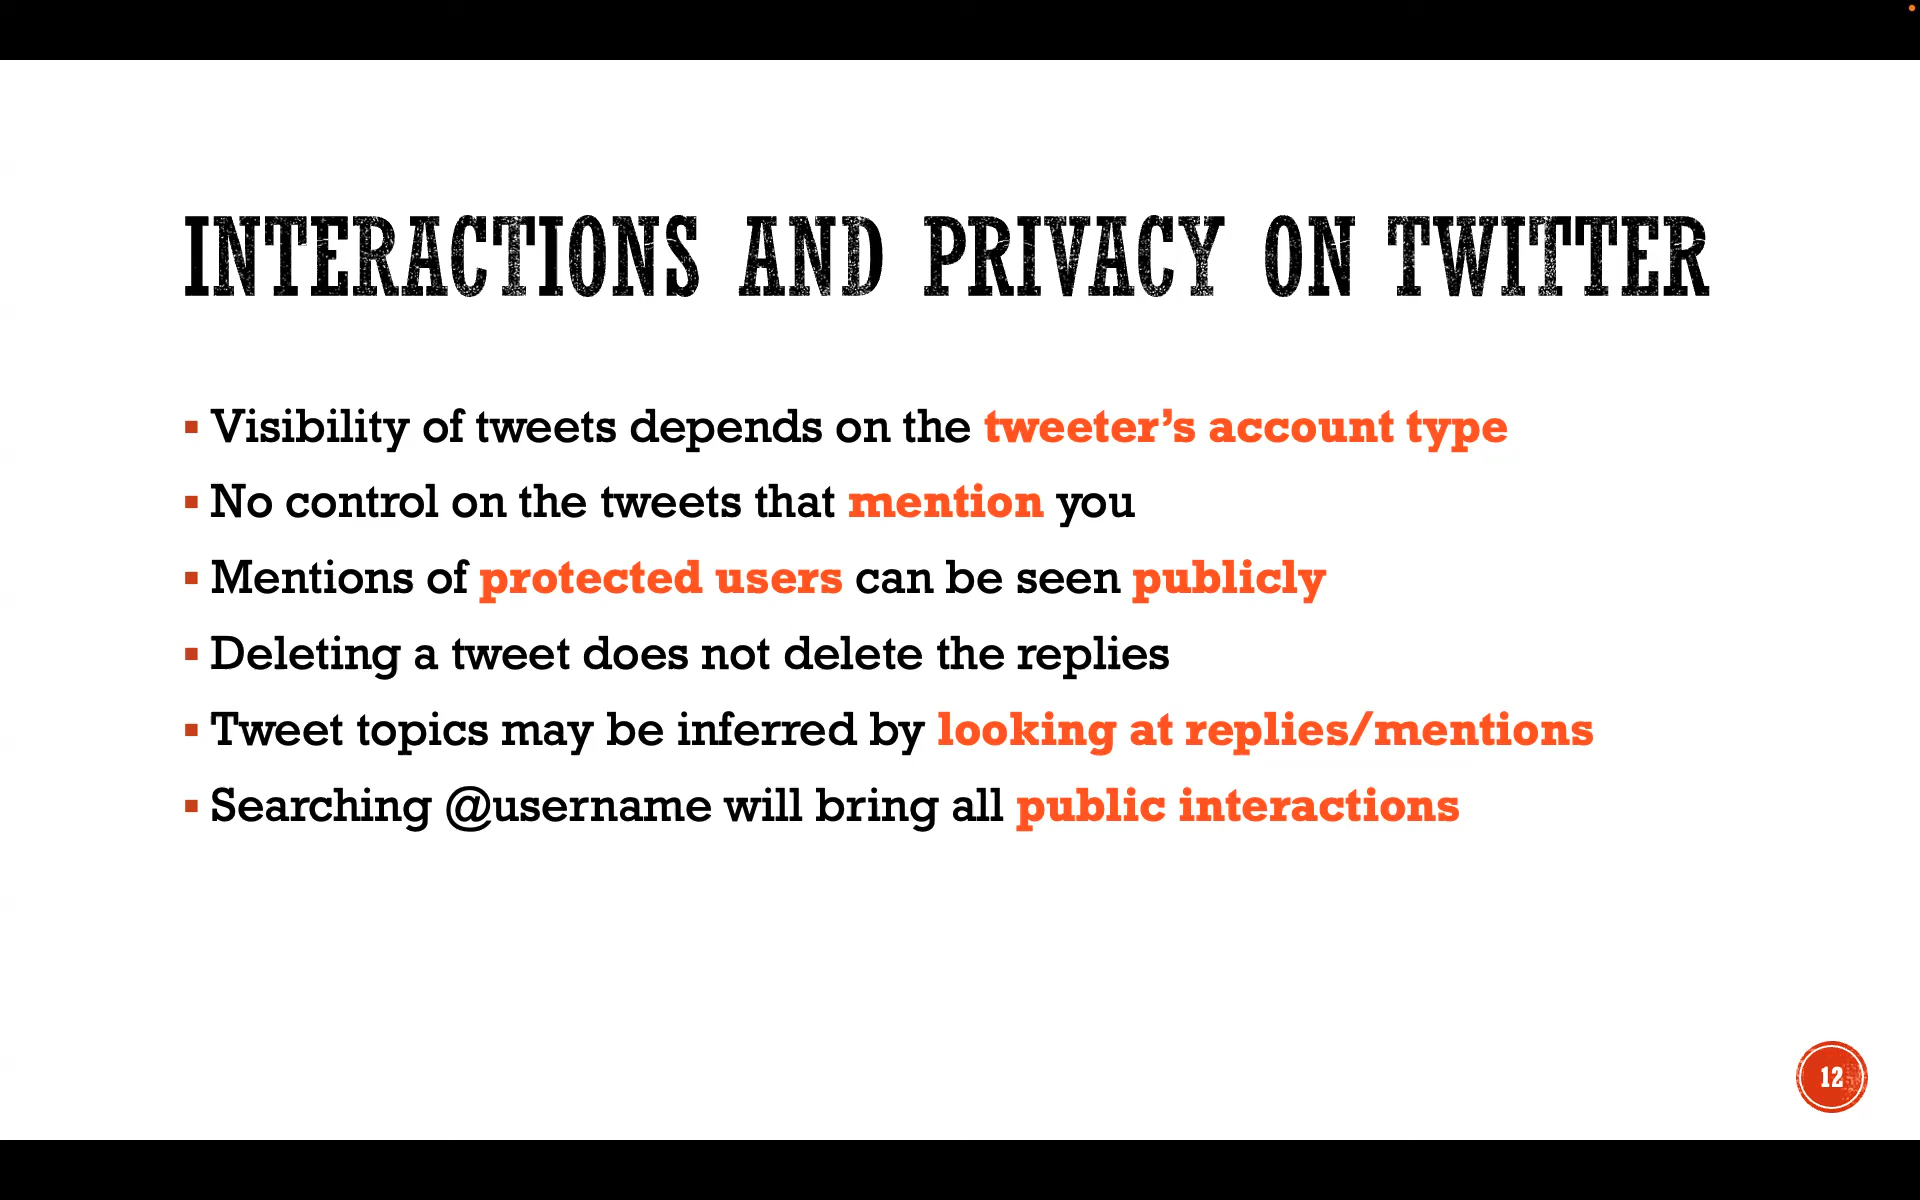 INTERACTIONS AND PRIVACY ON TWITTER
▪ Visibility of tweets depends on the tweeter’s account type
▪ No control on the tweets that mention you
▪ Mentions of protected users can be seen publicly
▪ Deleting a tweet does not delete the replies
▪ Tweet topics may be inferred by looking at replies/mentions
▪ Searching @username will bring all public interactions
12